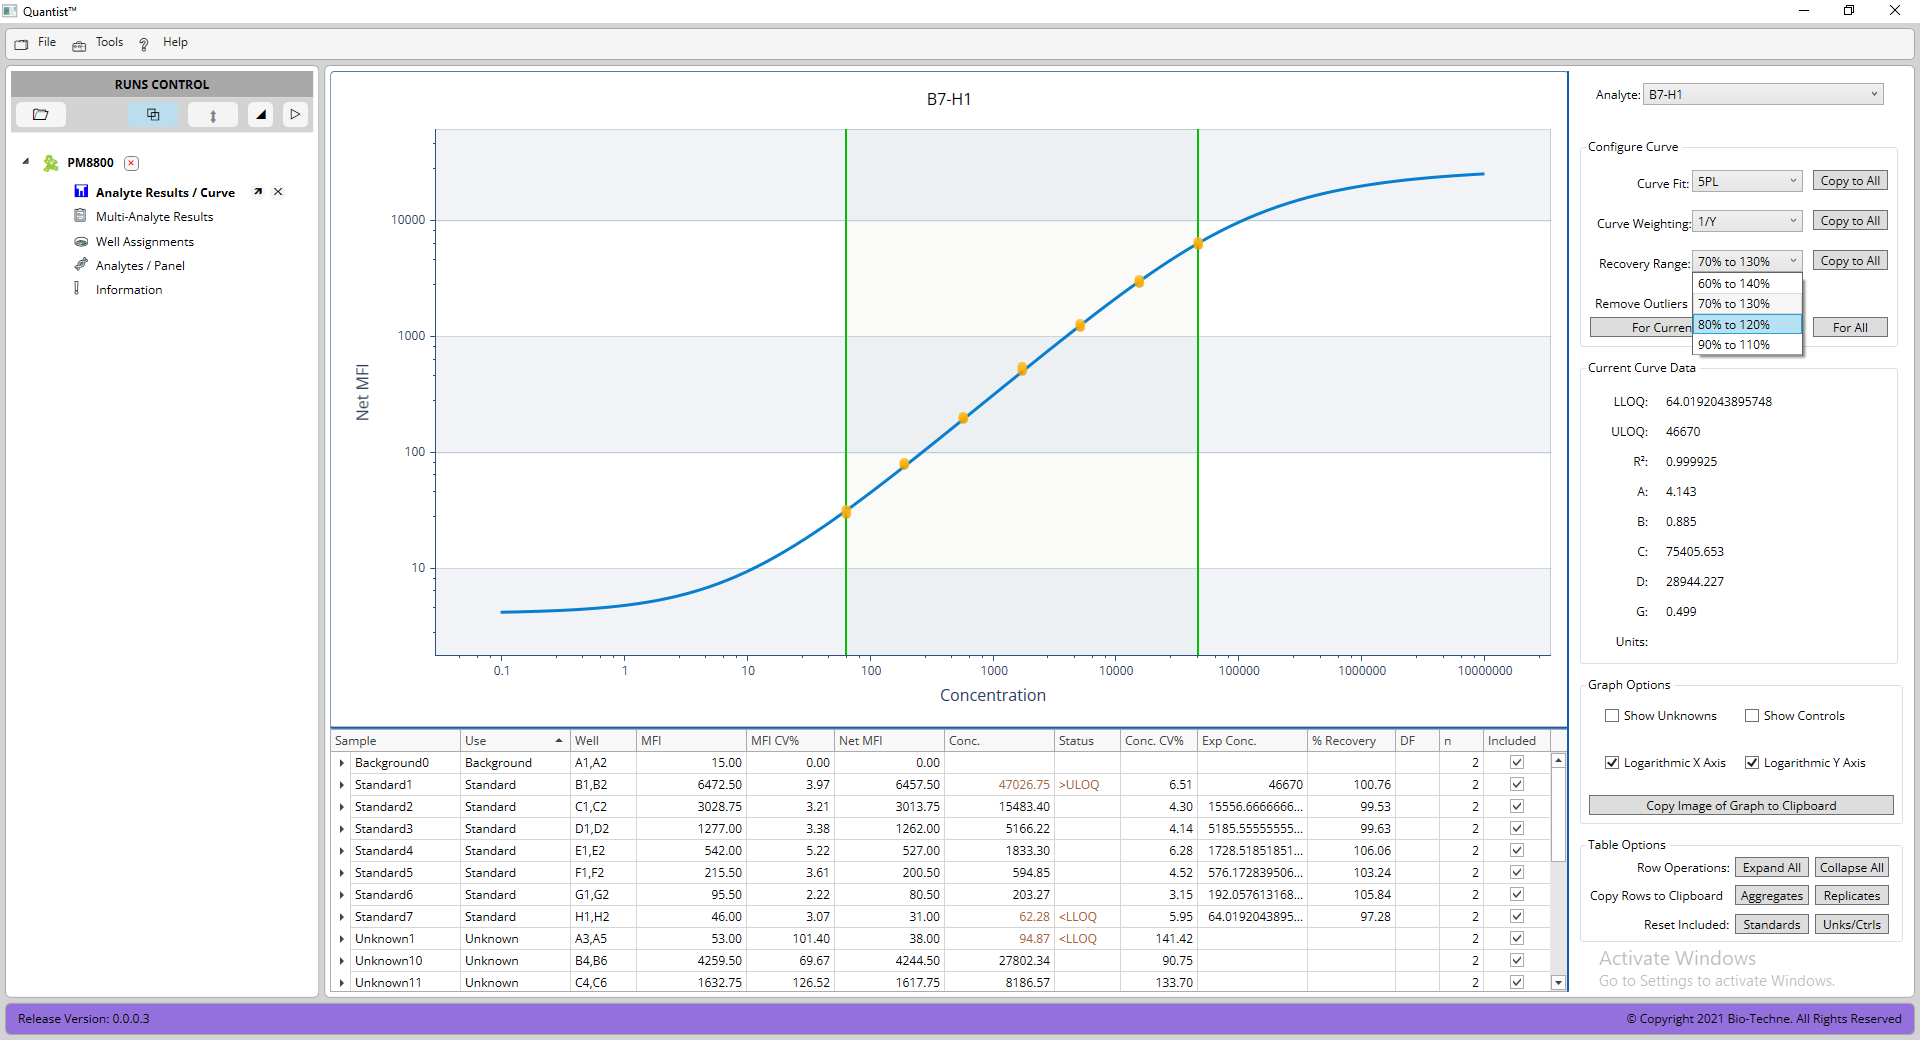 Quantist™
File Tools Help
RUNS CONTROL
PM8800
Analyte Results / Curve
Multi-Analyte Results
Well Assignments
Analytes / Panel
Information
B7-H1
10000
1000
100
10
Net MFI
0.1 1 10 100 1000 10000 100000 1000000 10000000
Concentration
Sample Use Well MFI MFI CV% Net MFI Conc. Status Conc. CV% Exp Conc. % Recovery DF n Included
Background0 Background A1,A2 15.00 0.00 0.00 2
Standard1 Standard B1,B2 6472.50 3.97 6457.50 47026.75 >ULOQ 6.51 46670 100.76 2
Standard2 Standard C1,C2 3028.75 3.21 3013.75 15483.40 4.30 15556.6666666... 99.53 2
Standard3 Standard D1,D2 1277.00 3.38 1262.00 5166.22 4.14 5185.55555555... 99.63 2
Standard4 Standard E1,E2 542.00 5.22 527.00 1833.30 6.28 1728.51851851... 106.06 2
Standard5 Standard F1,F2 215.50 3.61 200.50 594.85 4.52 576.172839506... 103.24 2
Standard6 Standard G1,G2 95.50 2.22 80.50 203.27 3.15 192.057613168... 105.84 2
Standard7 Standard H1,H2 46.00 3.07 31.00 62.28 <LLOQ 5.95 64.0192043895... 97.28 2
Unknown1 Unknown A3,A5 53.00 101.40 38.00 94.87 <LLOQ 141.42 2
Unknown10 Unknown B4,B6 4259.50 69.67 4244.50 27802.34 90.75 2
Unknown11 Unknown C4,C6 1632.75 126.52 1617.75 8186.57 133.70 2
Analyte: B7-H1
Configure Curve
Curve Fit: 5PL Copy to All
Curve Weighting: 1/Y Copy to All
Recovery Range: 70% to 130% Copy to All
60% to 140%
Remove Outliers 70% to 130%
For Curren 80% to 120% For All
90% to 110%
Current Curve Data
LLOQ: 64.0192043895748
ULOQ: 46670
R²: 0.999925
A: 4.143
B: 0.885
C: 75405.653
D: 28944.227
G: 0.499
Units:
Graph Options
Show Unknowns Show Controls
Logarithmic X Axis Logarithmic Y Axis
Copy Image of Graph to Clipboard
Table Options
Row Operations: Expand All Collapse All
Copy Rows to Clipboard Aggregates Replicates
Reset Included: Standards Unks/Ctrls
Activate Windows
Go to Settings to activate Windows.
Release Version: 0.0.0.3
© Copyright 2021 Bio-Techne. All Rights Reserved